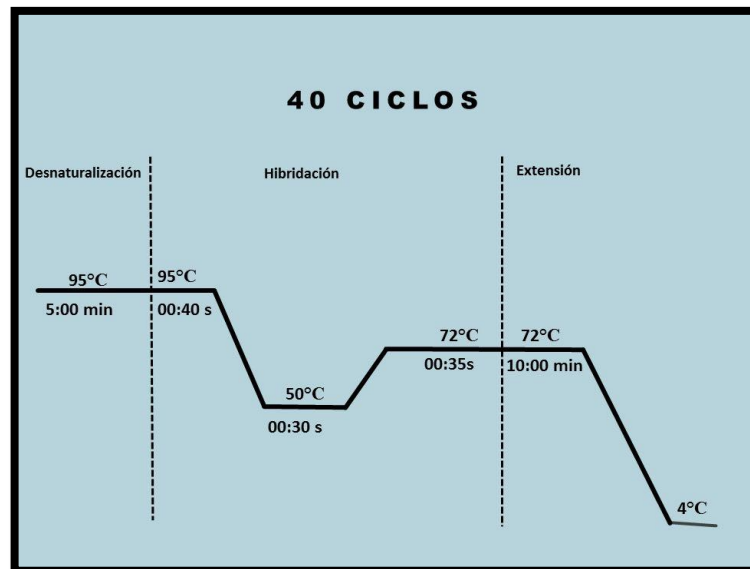 40 CICLOS
Desnaturalización
Hibridación
Extensión
95°C
5:00 min
95°C
00:40 s
50°C
00:30 s
72°C
00:35s
72°C
10:00 min
4°C